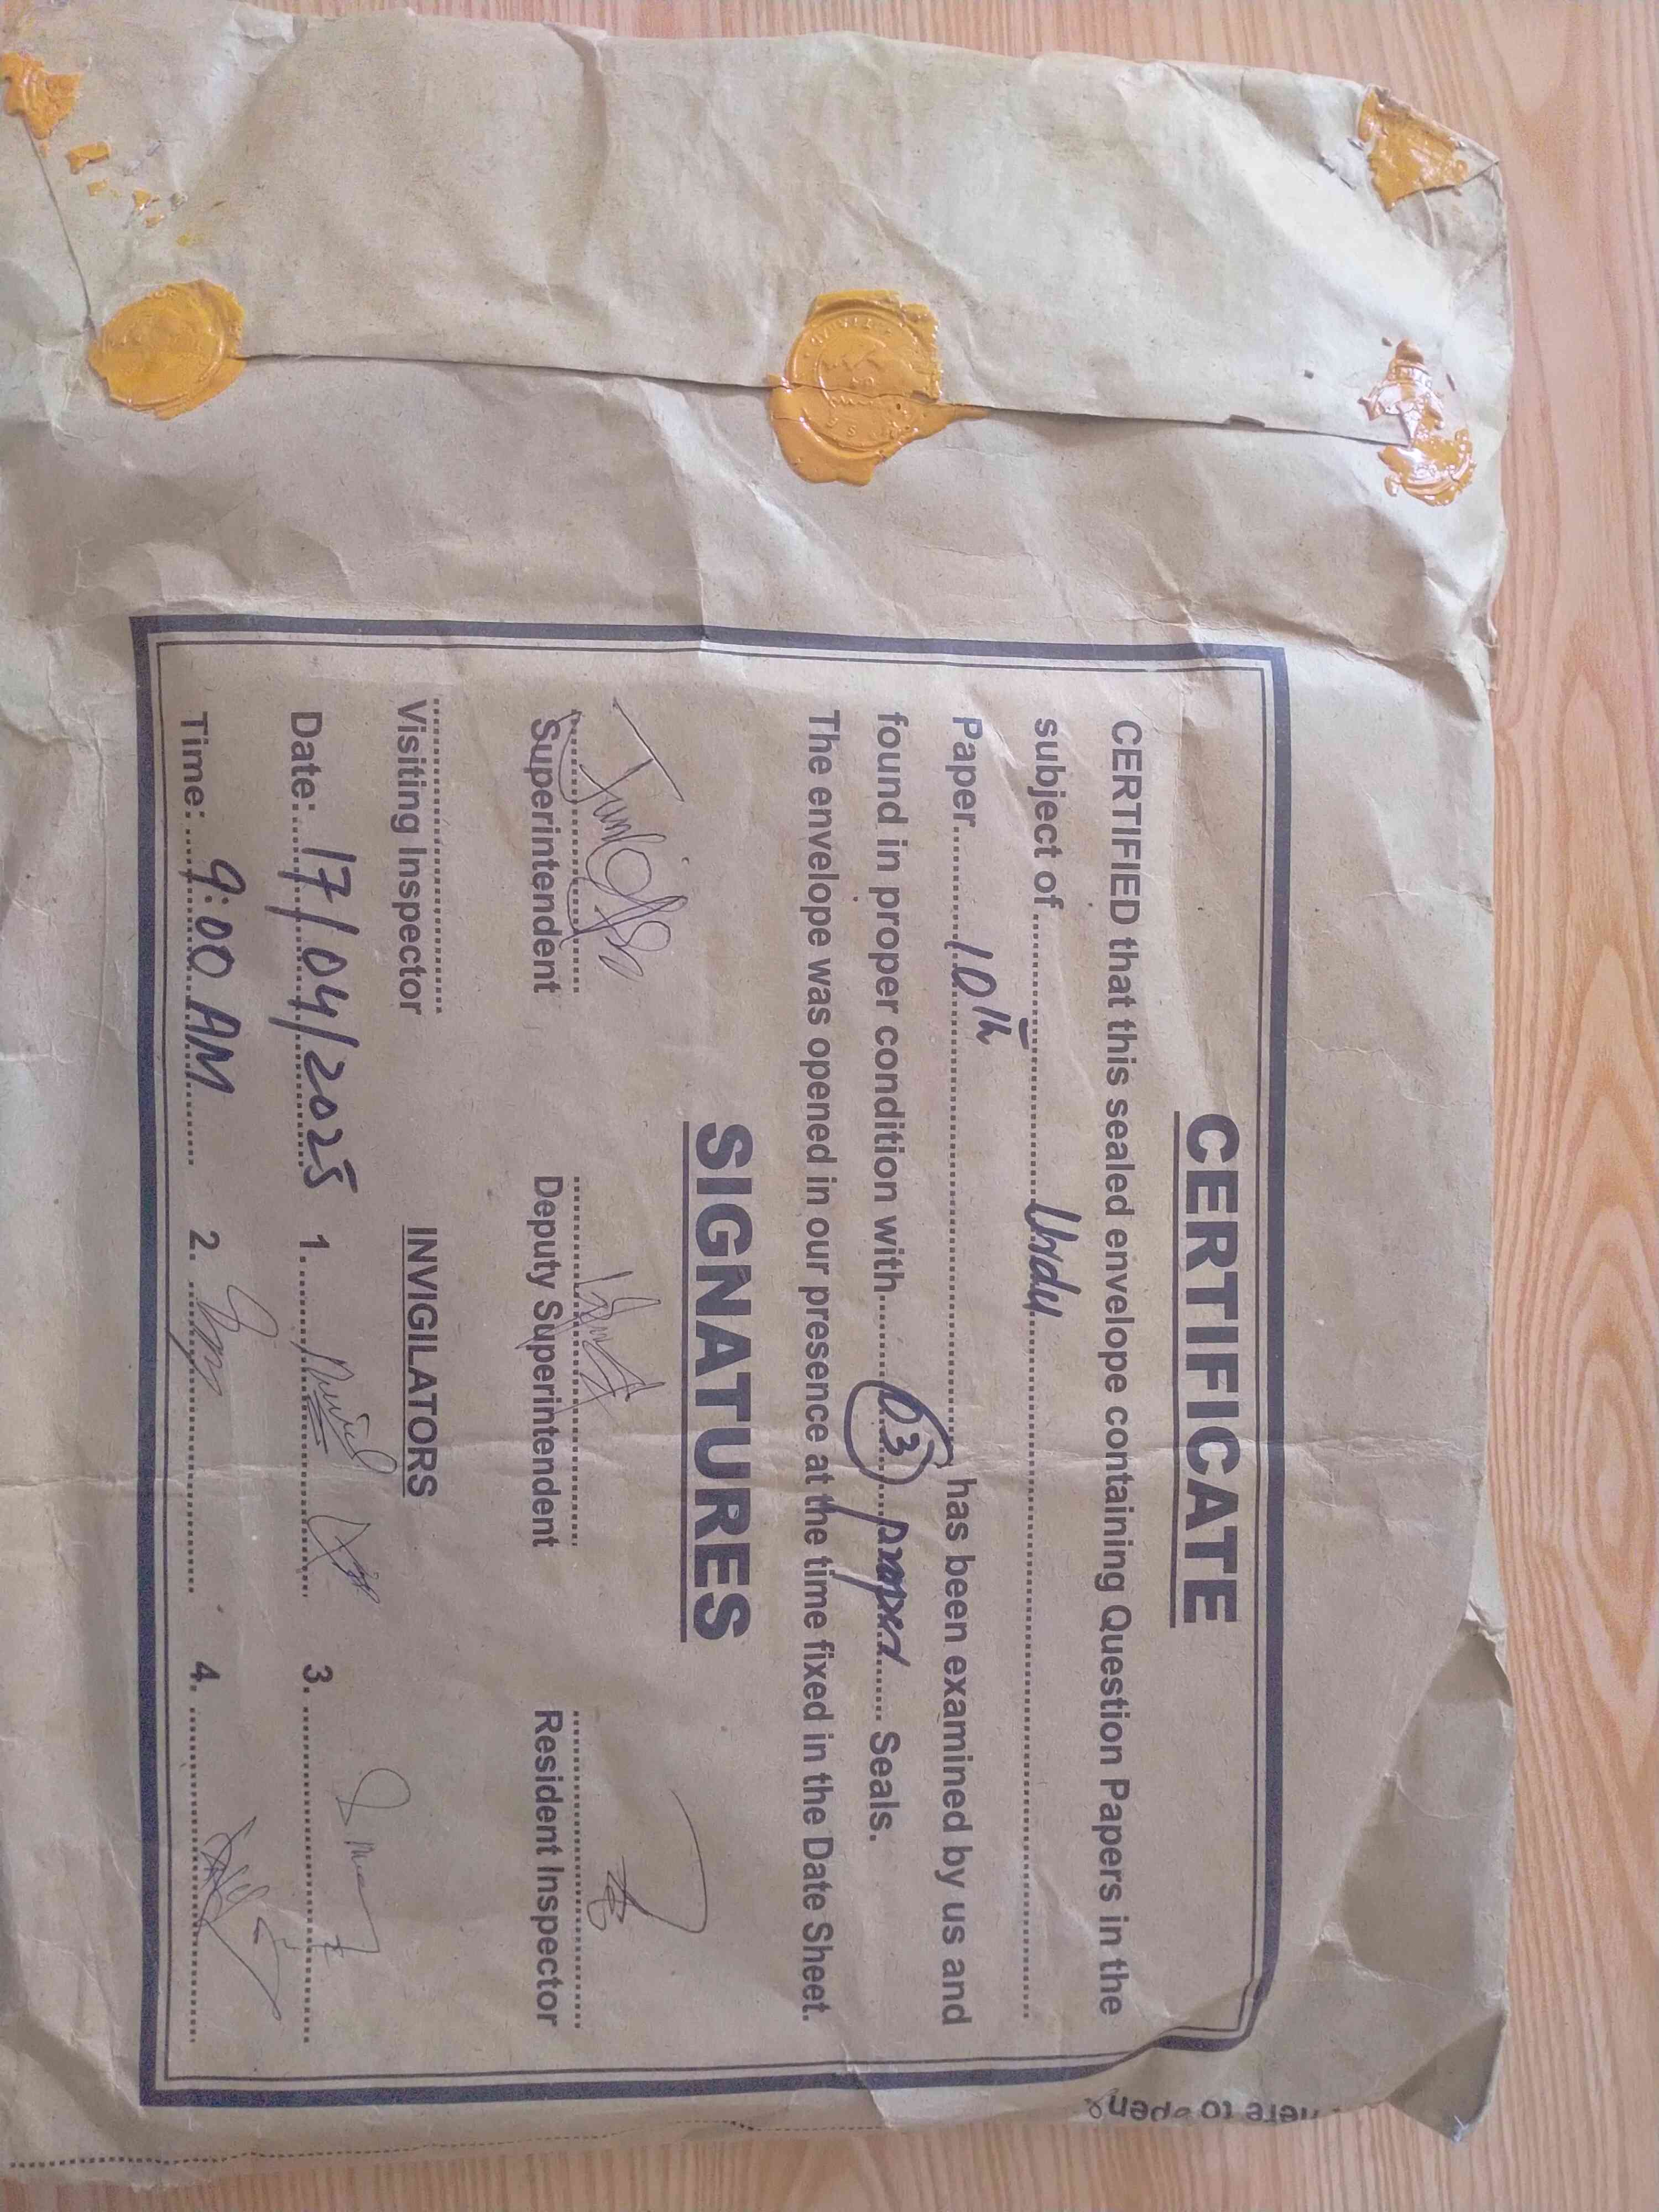 CERTIFICATE
CERTIFIED that this sealed envelope containing Question Papers in the
subject of Urdu
Paper 10th has been examined by us and
found in proper condition with 03 proper Seals.
The envelope was opened in our presence at the time fixed in the Date Sheet.
SIGNATURES
Superintendent Deputy Superintendent Resident Inspector
Visiting Inspector INVIGILATORS
Date: 17/04/2025 1. 3.
Time: 9:00 AM 2. 4.
here to open